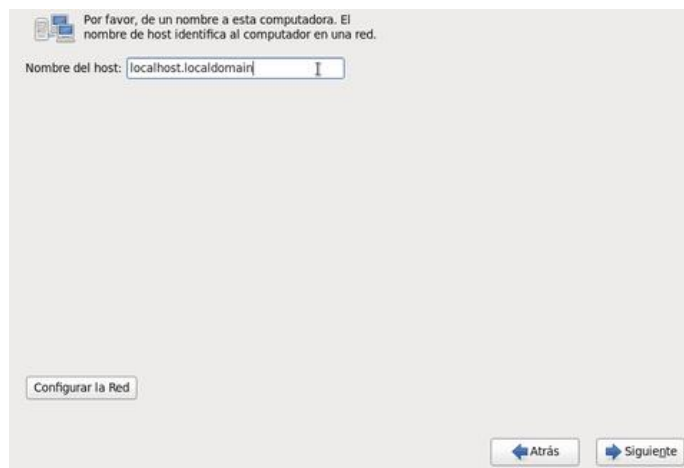 Por favor, de un nombre a esta computadora. El
nombre de host identifica al computador en una red.
Nombre del host: localhost.localdomain
Configurar la Red
Atrás
Siguiente